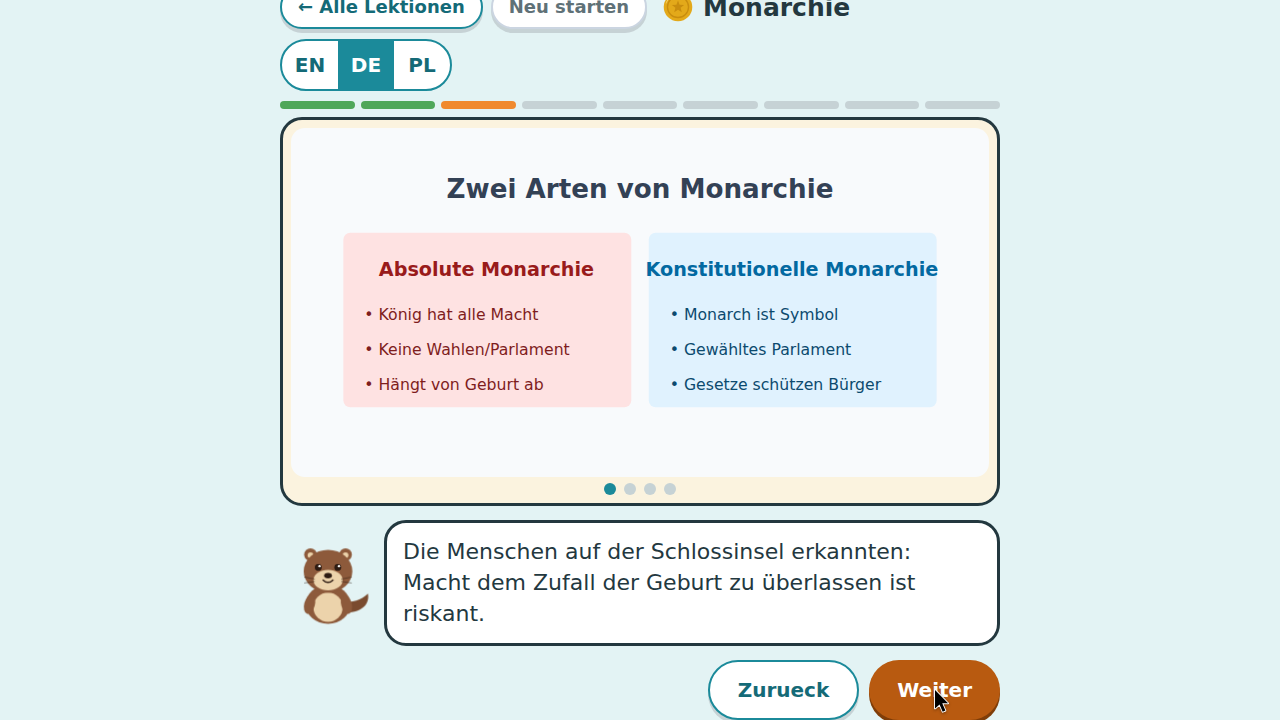 ← Alle Lektionen
Neu starten
Monarchie
EN DE PL
Zwei Arten von Monarchie
Absolute Monarchie
• König hat alle Macht
• Keine Wahlen/Parlament
• Hängt von Geburt ab
Konstitutionelle Monarchie
• Monarch ist Symbol
• Gewähltes Parlament
• Gesetze schützen Bürger
Die Menschen auf der Schlossinsel erkannten:
Macht dem Zufall der Geburt zu überlassen ist
riskant.
Zurueck
Weiter